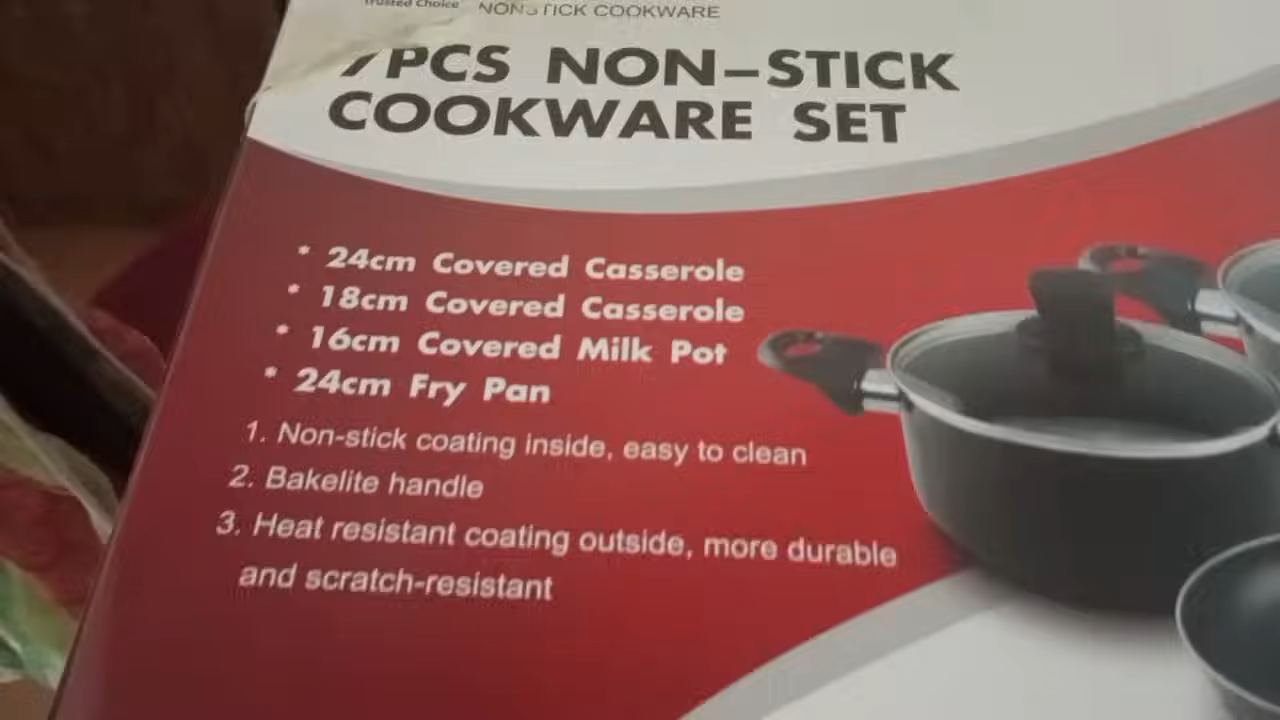 Trusted Choice NONSTICK COOKWARE
7PCS NON-STICK
COOKWARE SET
* 24cm Covered Casserole
* 18cm Covered Casserole
* 16cm Covered Milk Pot
* 24cm Fry Pan
1. Non-stick coating inside, easy to clean
2. Bakelite handle
3. Heat resistant coating outside, more durable
and scratch-resistant